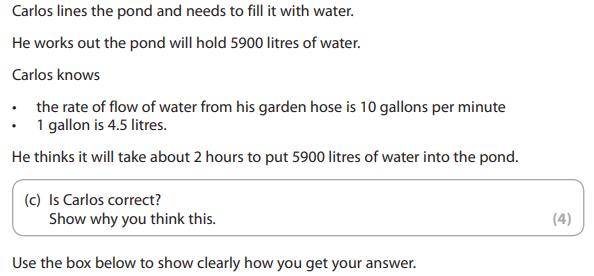 Carlos lines the pond and needs to fill it with water.
He works out the pond will hold 5900 litres of water.
Carlos knows
• the rate of flow of water from his garden hose is 10 gallons per minute
• 1 gallon is 4.5 litres.
He thinks it will take about 2 hours to put 5900 litres of water into the pond.
(c) Is Carlos correct?
Show why you think this. (4)
Use the box below to show clearly how you get your answer.